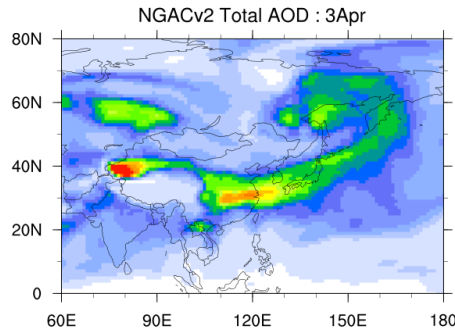 NGACv2 Total AOD : 3Apr
80N
60N
40N
20N
0
60E 90E 120E 150E 180